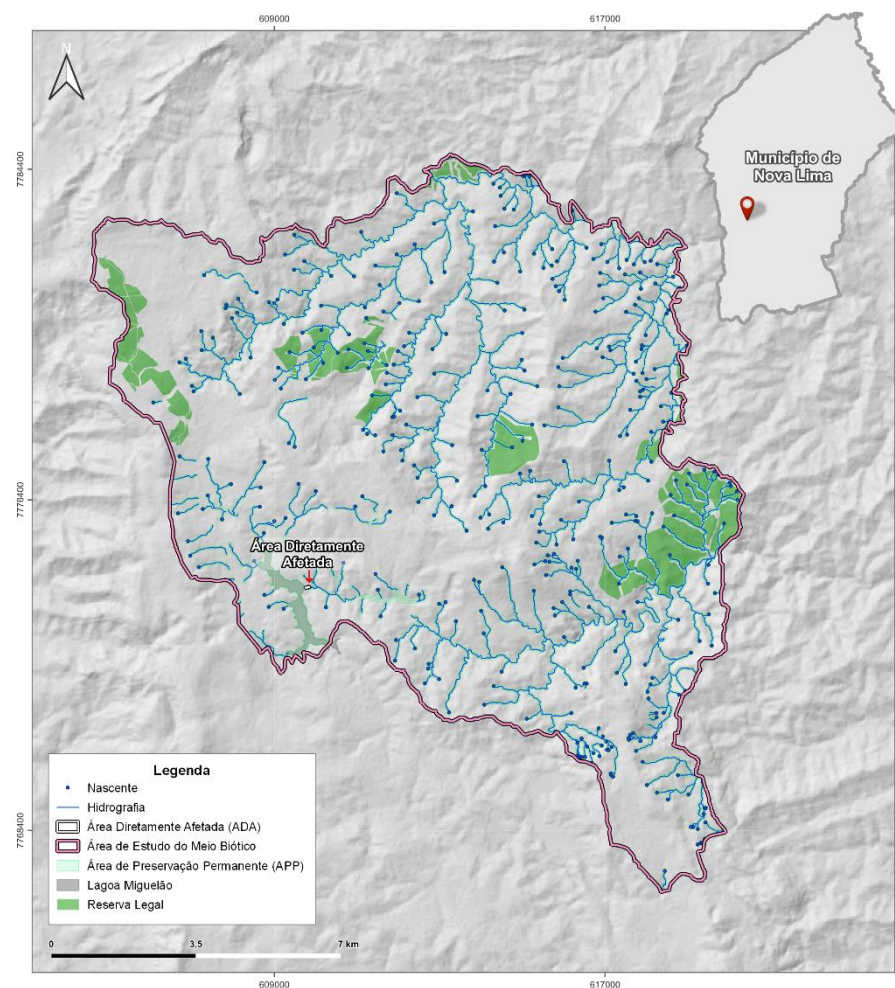 609000
617000
N
7784400
Município de
Nova Lima
7776400
Área Diretamente
Afetada
Legenda
Nascente
Hidrografia
Área Diretamente Afetada (ADA)
Área de Estudo do Meio Biótico
Área de Preservação Permanente (APP)
Lagoa Miguelão
Reserva Legal
7768400
0
3.5
7 km
609000
617000